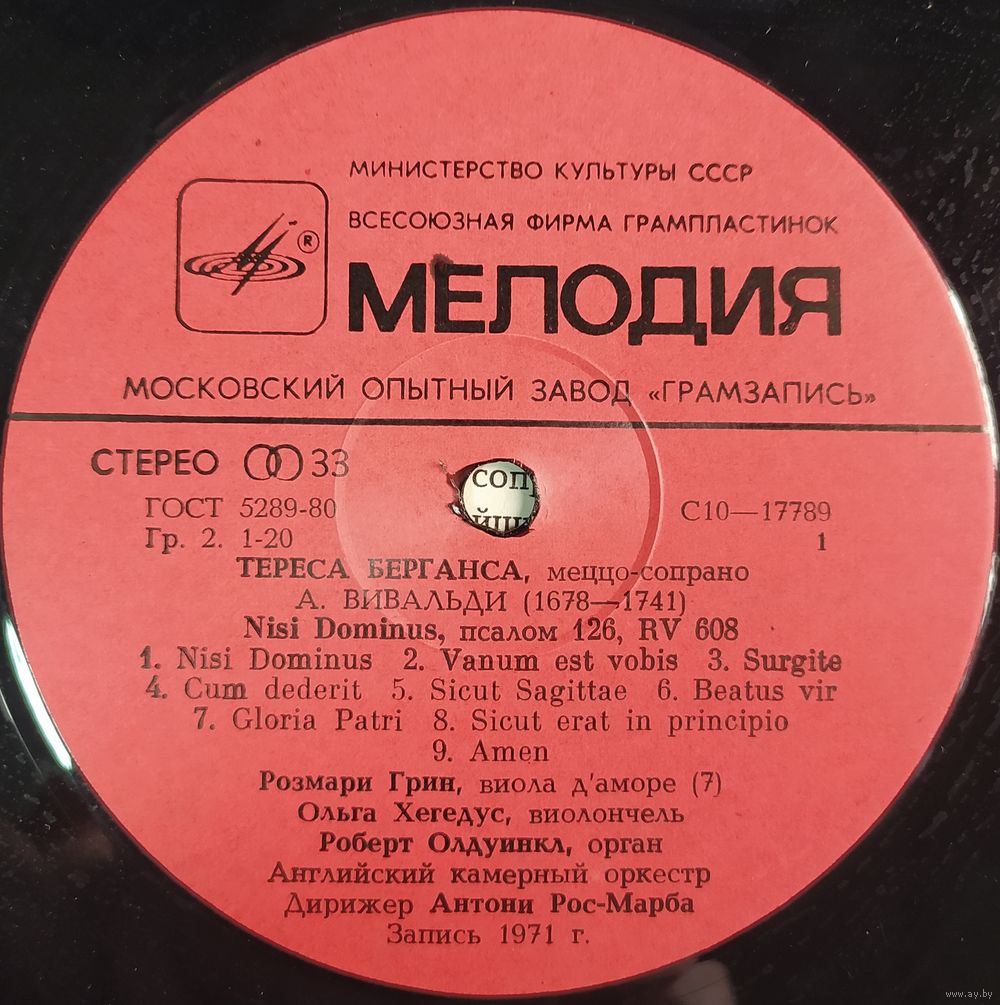 МИНИСТЕРСТВО КУЛЬТУРЫ СССР
ВСЕСОЮЗНАЯ ФИРМА ГРАМПЛАСТИНОК
®
МЕЛОДИЯ
МОСКОВСКИЙ ОПЫТНЫЙ ЗАВОД «ГРАМЗАПИСЬ»
СТЕРЕО 33
соп
ГОСТ 5289-80 С10—17789
Гр. 2. 1-20 1
ТЕРЕСА БЕРГАНСА, меццо-сопрано
А. ВИВАЛЬДИ (1678—1741)
Nisi Dominus, псалом 126, RV 608
1. Nisi Dominus 2. Vanum est vobis 3. Surgite
4. Cum dederit 5. Sicut Sagittae 6. Beatus vir
7. Gloria Patri 8. Sicut erat in principio
9. Amen
Розмари Грин, виола д'аморе (7)
Ольга Хегедус, виолончель
Роберт Олдуинкл, орган
Английский камерный оркестр
Дирижер Антони Рос-Марба
Запись 1971 г.
www.ay.by